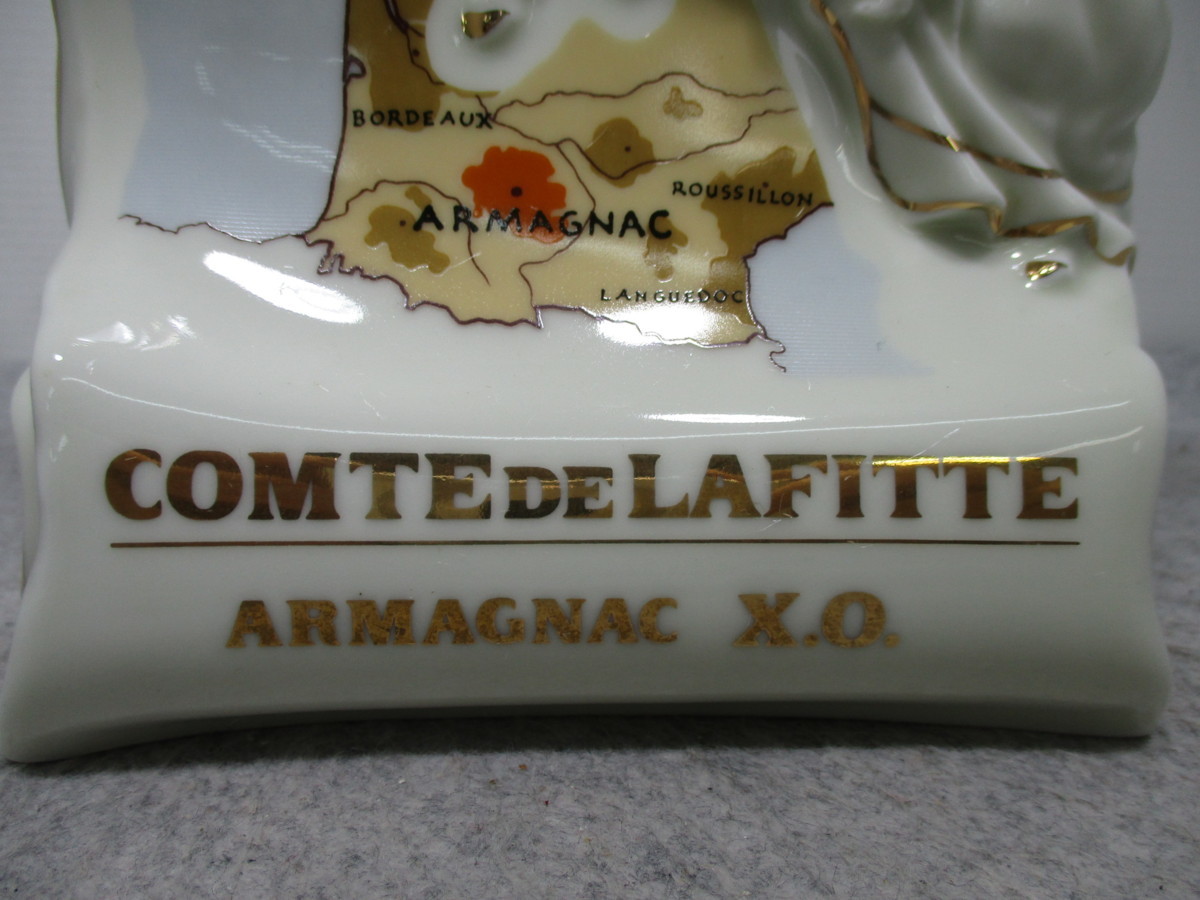 BORDEAUX
ROUSSILLON
ARMAGNAC
LANGUEDOC
COMTE DE LAFITTE
ARMAGNAC X.O.